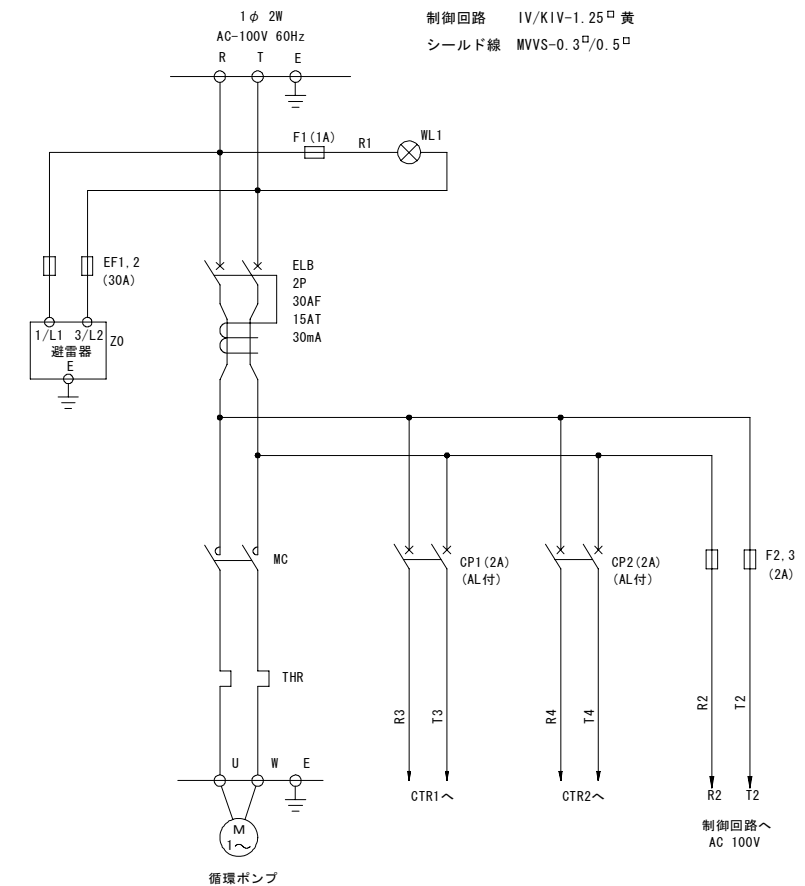 1φ 2W
AC-100V 60Hz
R T E
制御回路 IV/KIV-1.25□ 黄
シールド線 MVVS-0.3□/0.5□
F1(1A)
R1
WL1
EF1,2
(30A)
ELB
2P
30AF
15AT
30mA
1/L1 3/L2
Z0
避雷器
E
MC
CP1(2A)
(AL付)
CP2(2A)
(AL付)
F2,3
(2A)
THR
R3
T3
R4
T4
R2
T2
U W E
CTR1へ
CTR2へ
R2 T2
制御回路へ
AC 100V
M
1~
循環ポンプ